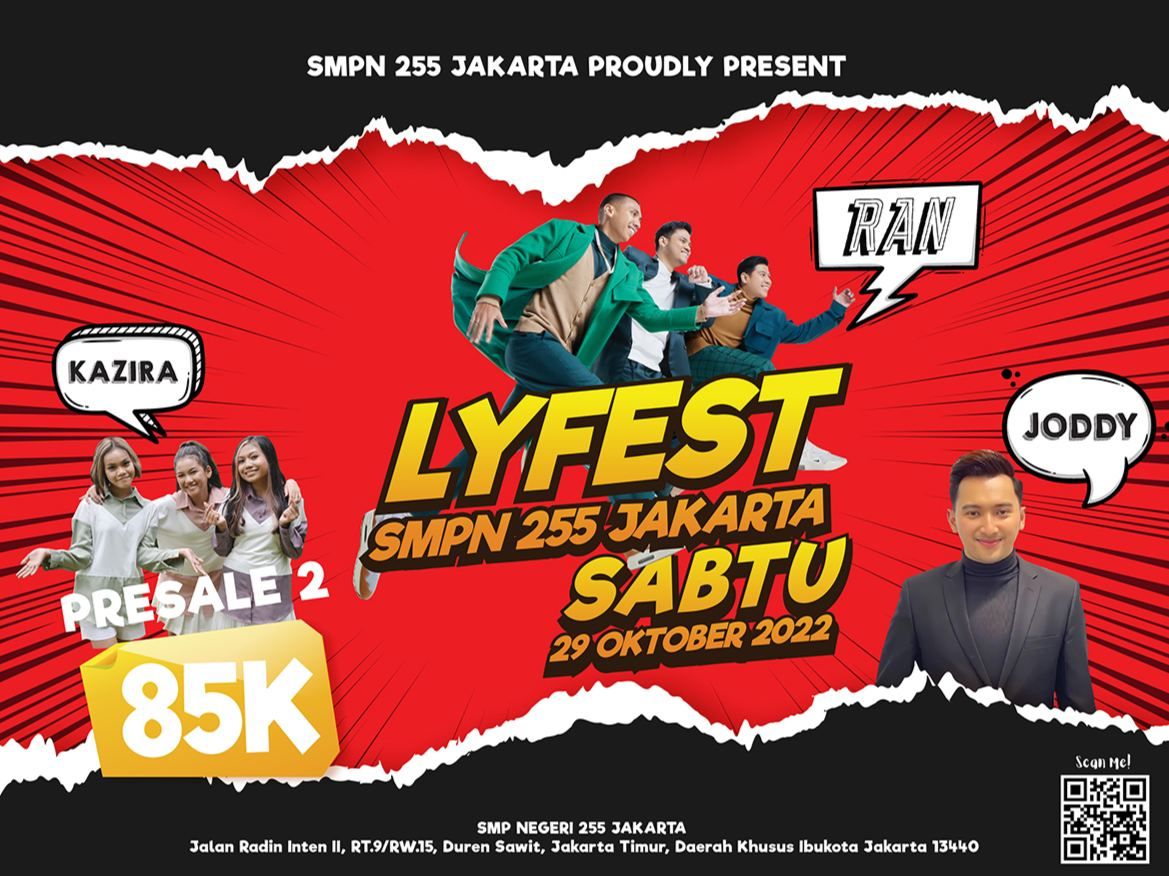 SMPN 255 JAKARTA PROUDLY PRESENT
RAN
KAZIRA
JODDY
LYFEST
SMPN 255 JAKARTA
SABTU
29 OKTOBER 2022
PRESALE 2
85K
Scan Me!
SMP NEGERI 255 JAKARTA
Jalan Radin Inten II, RT.9/RW.15, Duren Sawit, Jakarta Timur, Daerah Khusus Ibukota Jakarta 13440